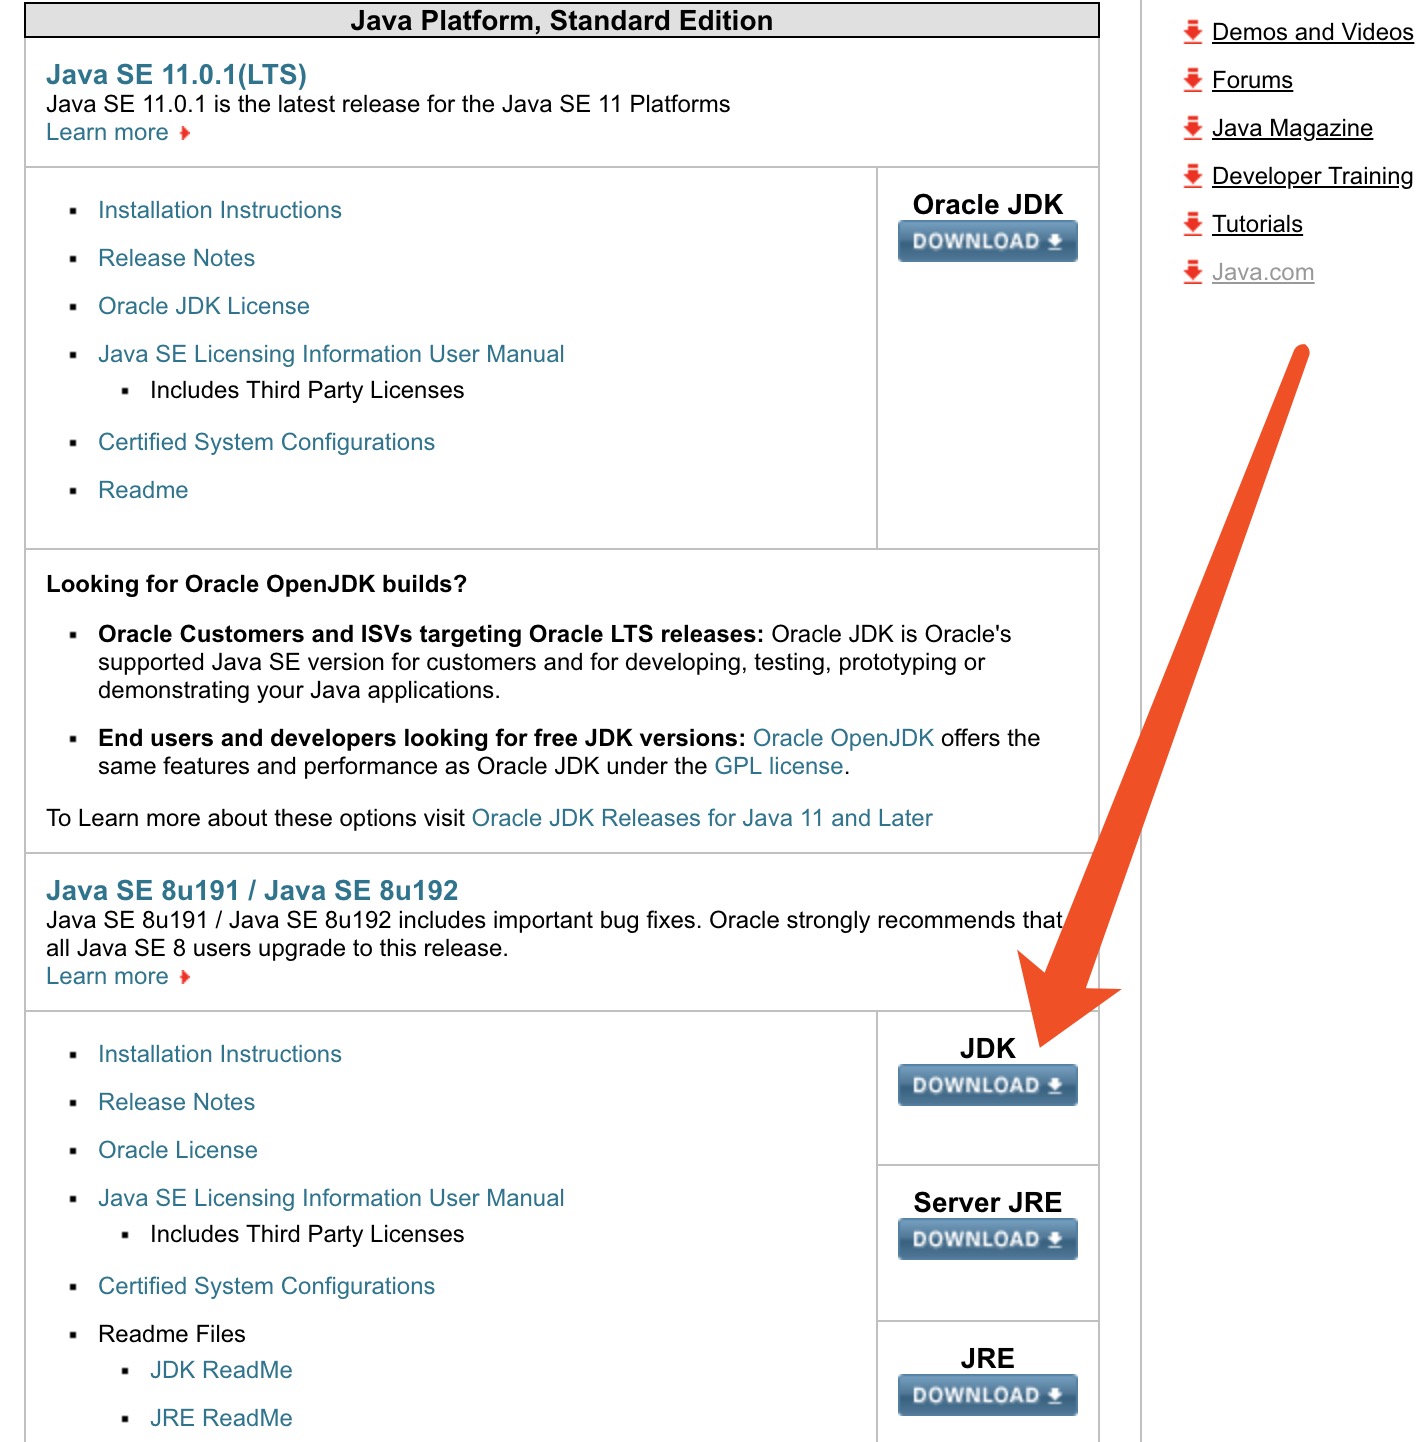 Java Platform, Standard Edition
Java SE 11.0.1(LTS)
Java SE 11.0.1 is the latest release for the Java SE 11 Platforms
Learn more
Installation Instructions
Release Notes
Oracle JDK License
Java SE Licensing Information User Manual
Includes Third Party Licenses
Certified System Configurations
Readme
Oracle JDK
DOWNLOAD
Looking for Oracle OpenJDK builds?
Oracle Customers and ISVs targeting Oracle LTS releases: Oracle JDK is Oracle's
supported Java SE version for customers and for developing, testing, prototyping or
demonstrating your Java applications.
End users and developers looking for free JDK versions: Oracle OpenJDK offers the
same features and performance as Oracle JDK under the GPL license.
To Learn more about these options visit Oracle JDK Releases for Java 11 and Later
Java SE 8u191 / Java SE 8u192
Java SE 8u191 / Java SE 8u192 includes important bug fixes. Oracle strongly recommends that
all Java SE 8 users upgrade to this release.
Learn more
Installation Instructions
Release Notes
Oracle License
Java SE Licensing Information User Manual
Includes Third Party Licenses
Certified System Configurations
Readme Files
JDK ReadMe
JRE ReadMe
JDK
DOWNLOAD
Server JRE
DOWNLOAD
JRE
DOWNLOAD
Demos and Videos
Forums
Java Magazine
Developer Training
Tutorials
Java.com